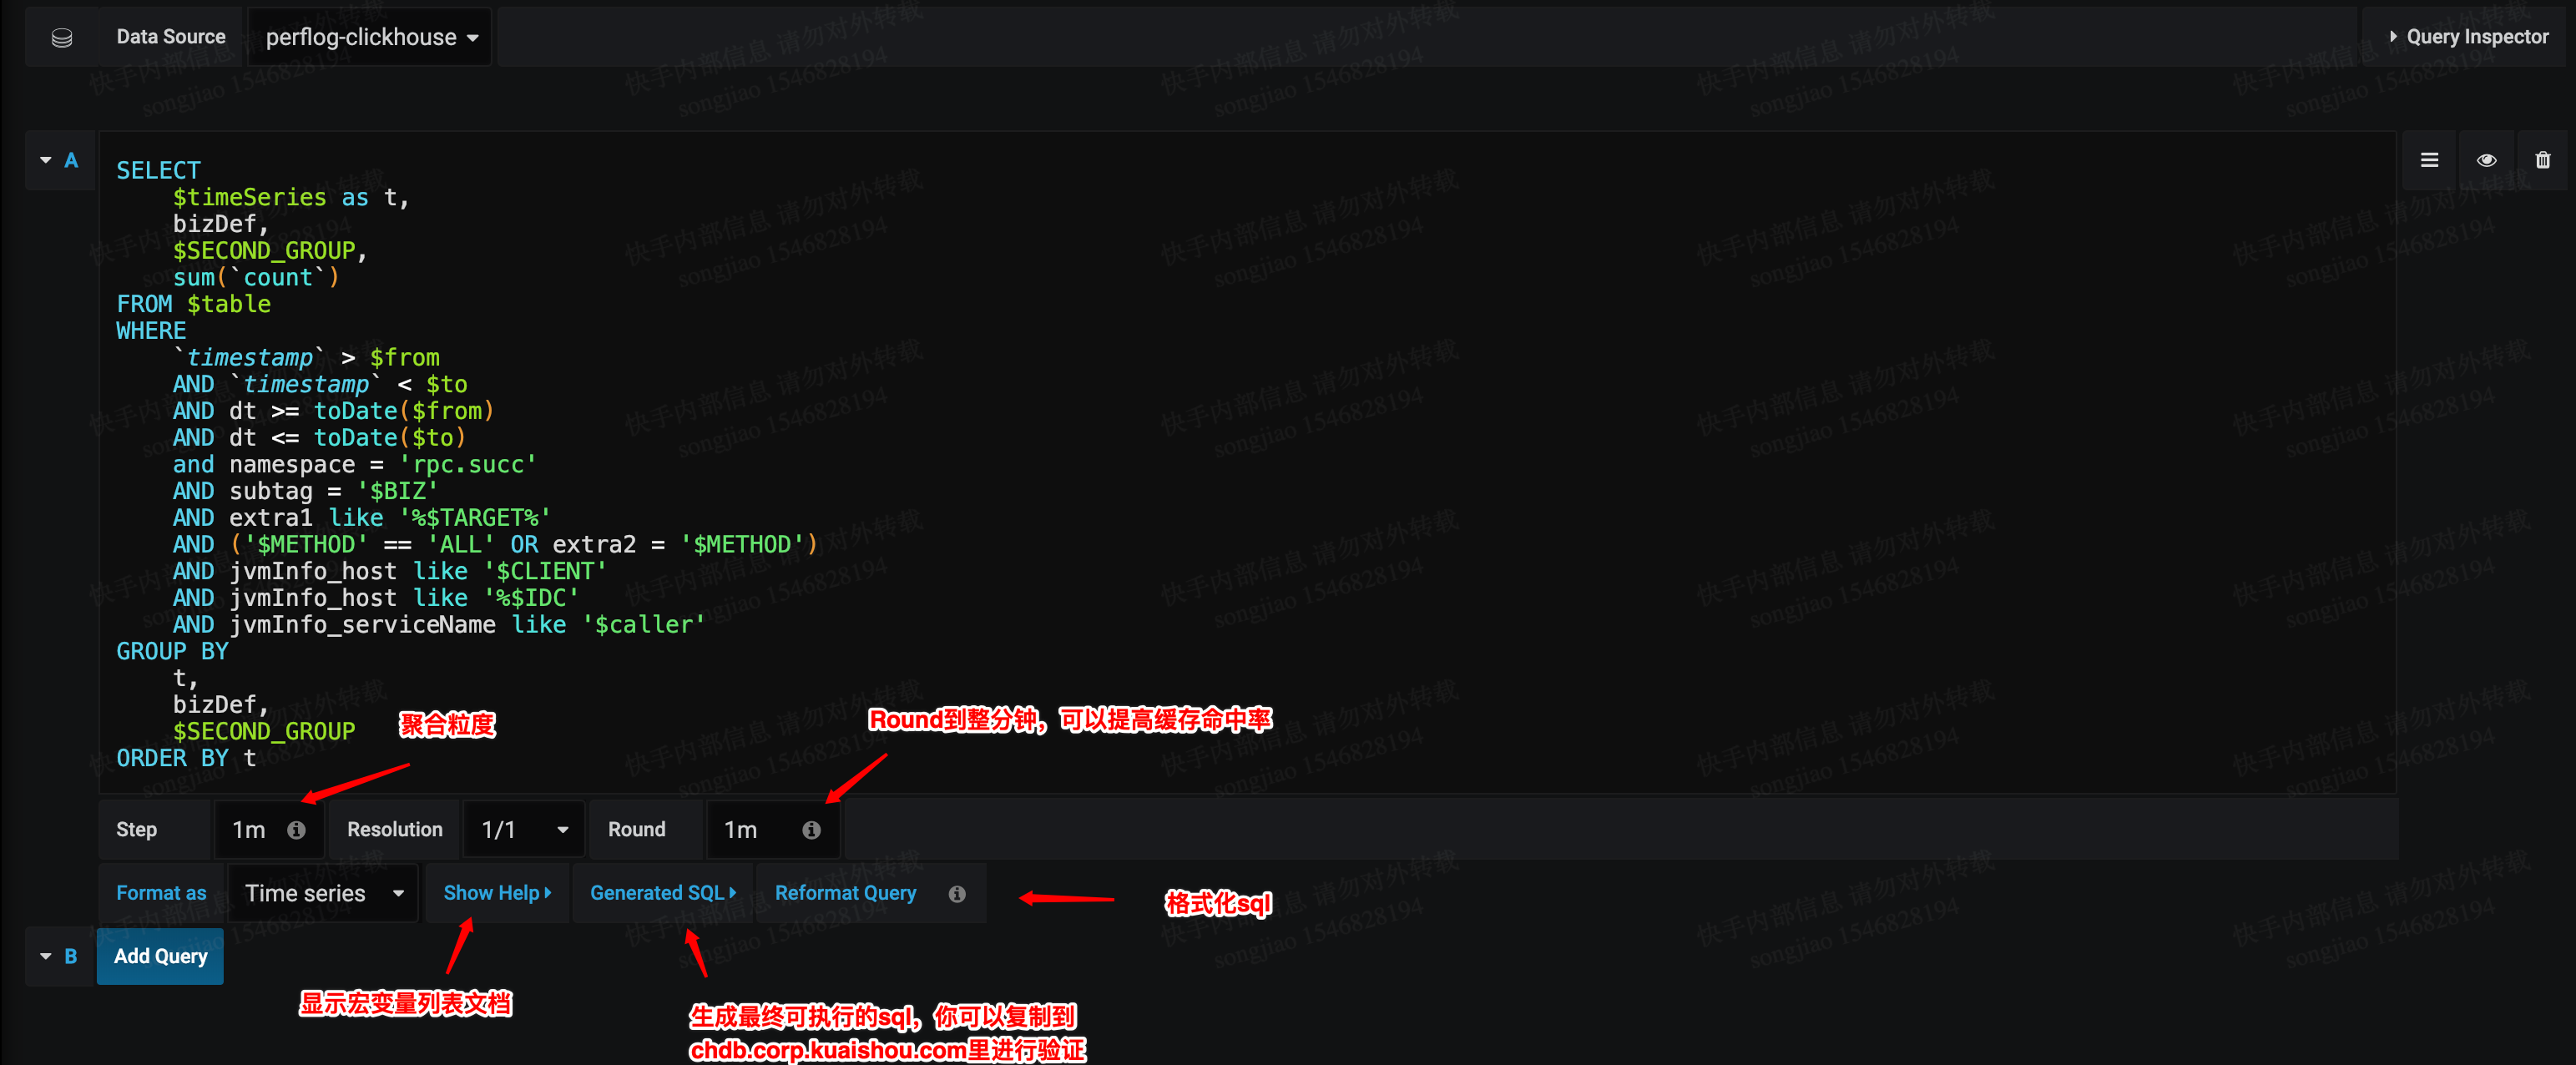 Data Source perflog-clickhouse Query Inspector
A
SELECT
$timeSeries as t,
bizDef,
$SECOND_GROUP,
sum(`count`)
FROM $table
WHERE
`timestamp` > $from
AND `timestamp` < $to
AND dt >= toDate($from)
AND dt <= toDate($to)
and namespace = 'rpc.succ'
AND subtag = '$BIZ'
AND extra1 like '%$TARGET%'
AND ('$METHOD' == 'ALL' OR extra2 = '$METHOD')
AND jvmInfo_host like '$CLIENT'
AND jvmInfo_host like '%$IDC'
AND jvmInfo_serviceName like '$caller'
GROUP BY
t,
bizDef,
$SECOND_GROUP
ORDER BY t
聚合粒度
Round到整分钟，可以提高缓存命中率
Step 1m Resolution 1/1 Round 1m
Format as Time series Show Help Generated SQL Reformat Query
格式化sql
B Add Query
显示宏变量列表文档
生成最终可执行的sql，你可以复制到
chdb.corp.kuaishou.com里进行验证
快手内部信息 请勿对外转载
songjiao 1546828194